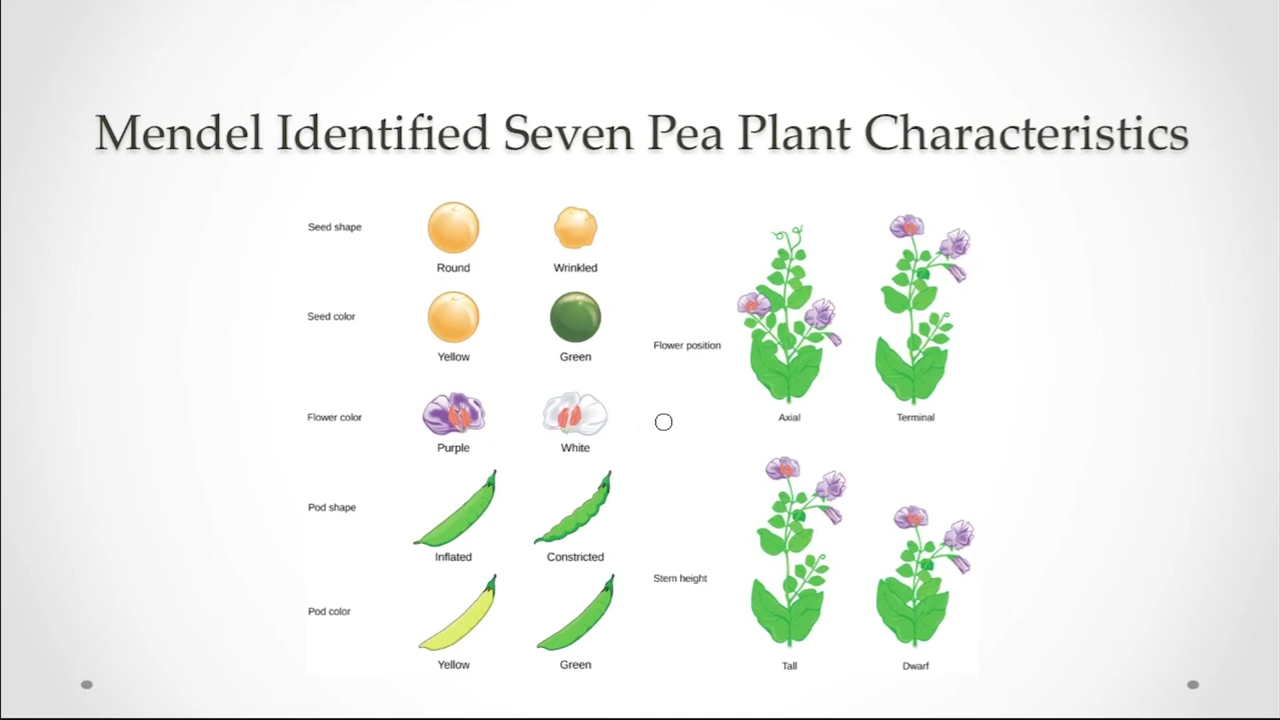 Mendel Identified Seven Pea Plant Characteristics
Seed shape
Round
Wrinkled
Seed color
Yellow
Green
Flower color
Purple
White
Pod shape
Inflated
Constricted
Pod color
Yellow
Green
Flower position
Axial
Terminal
Stem height
Tall
Dwarf